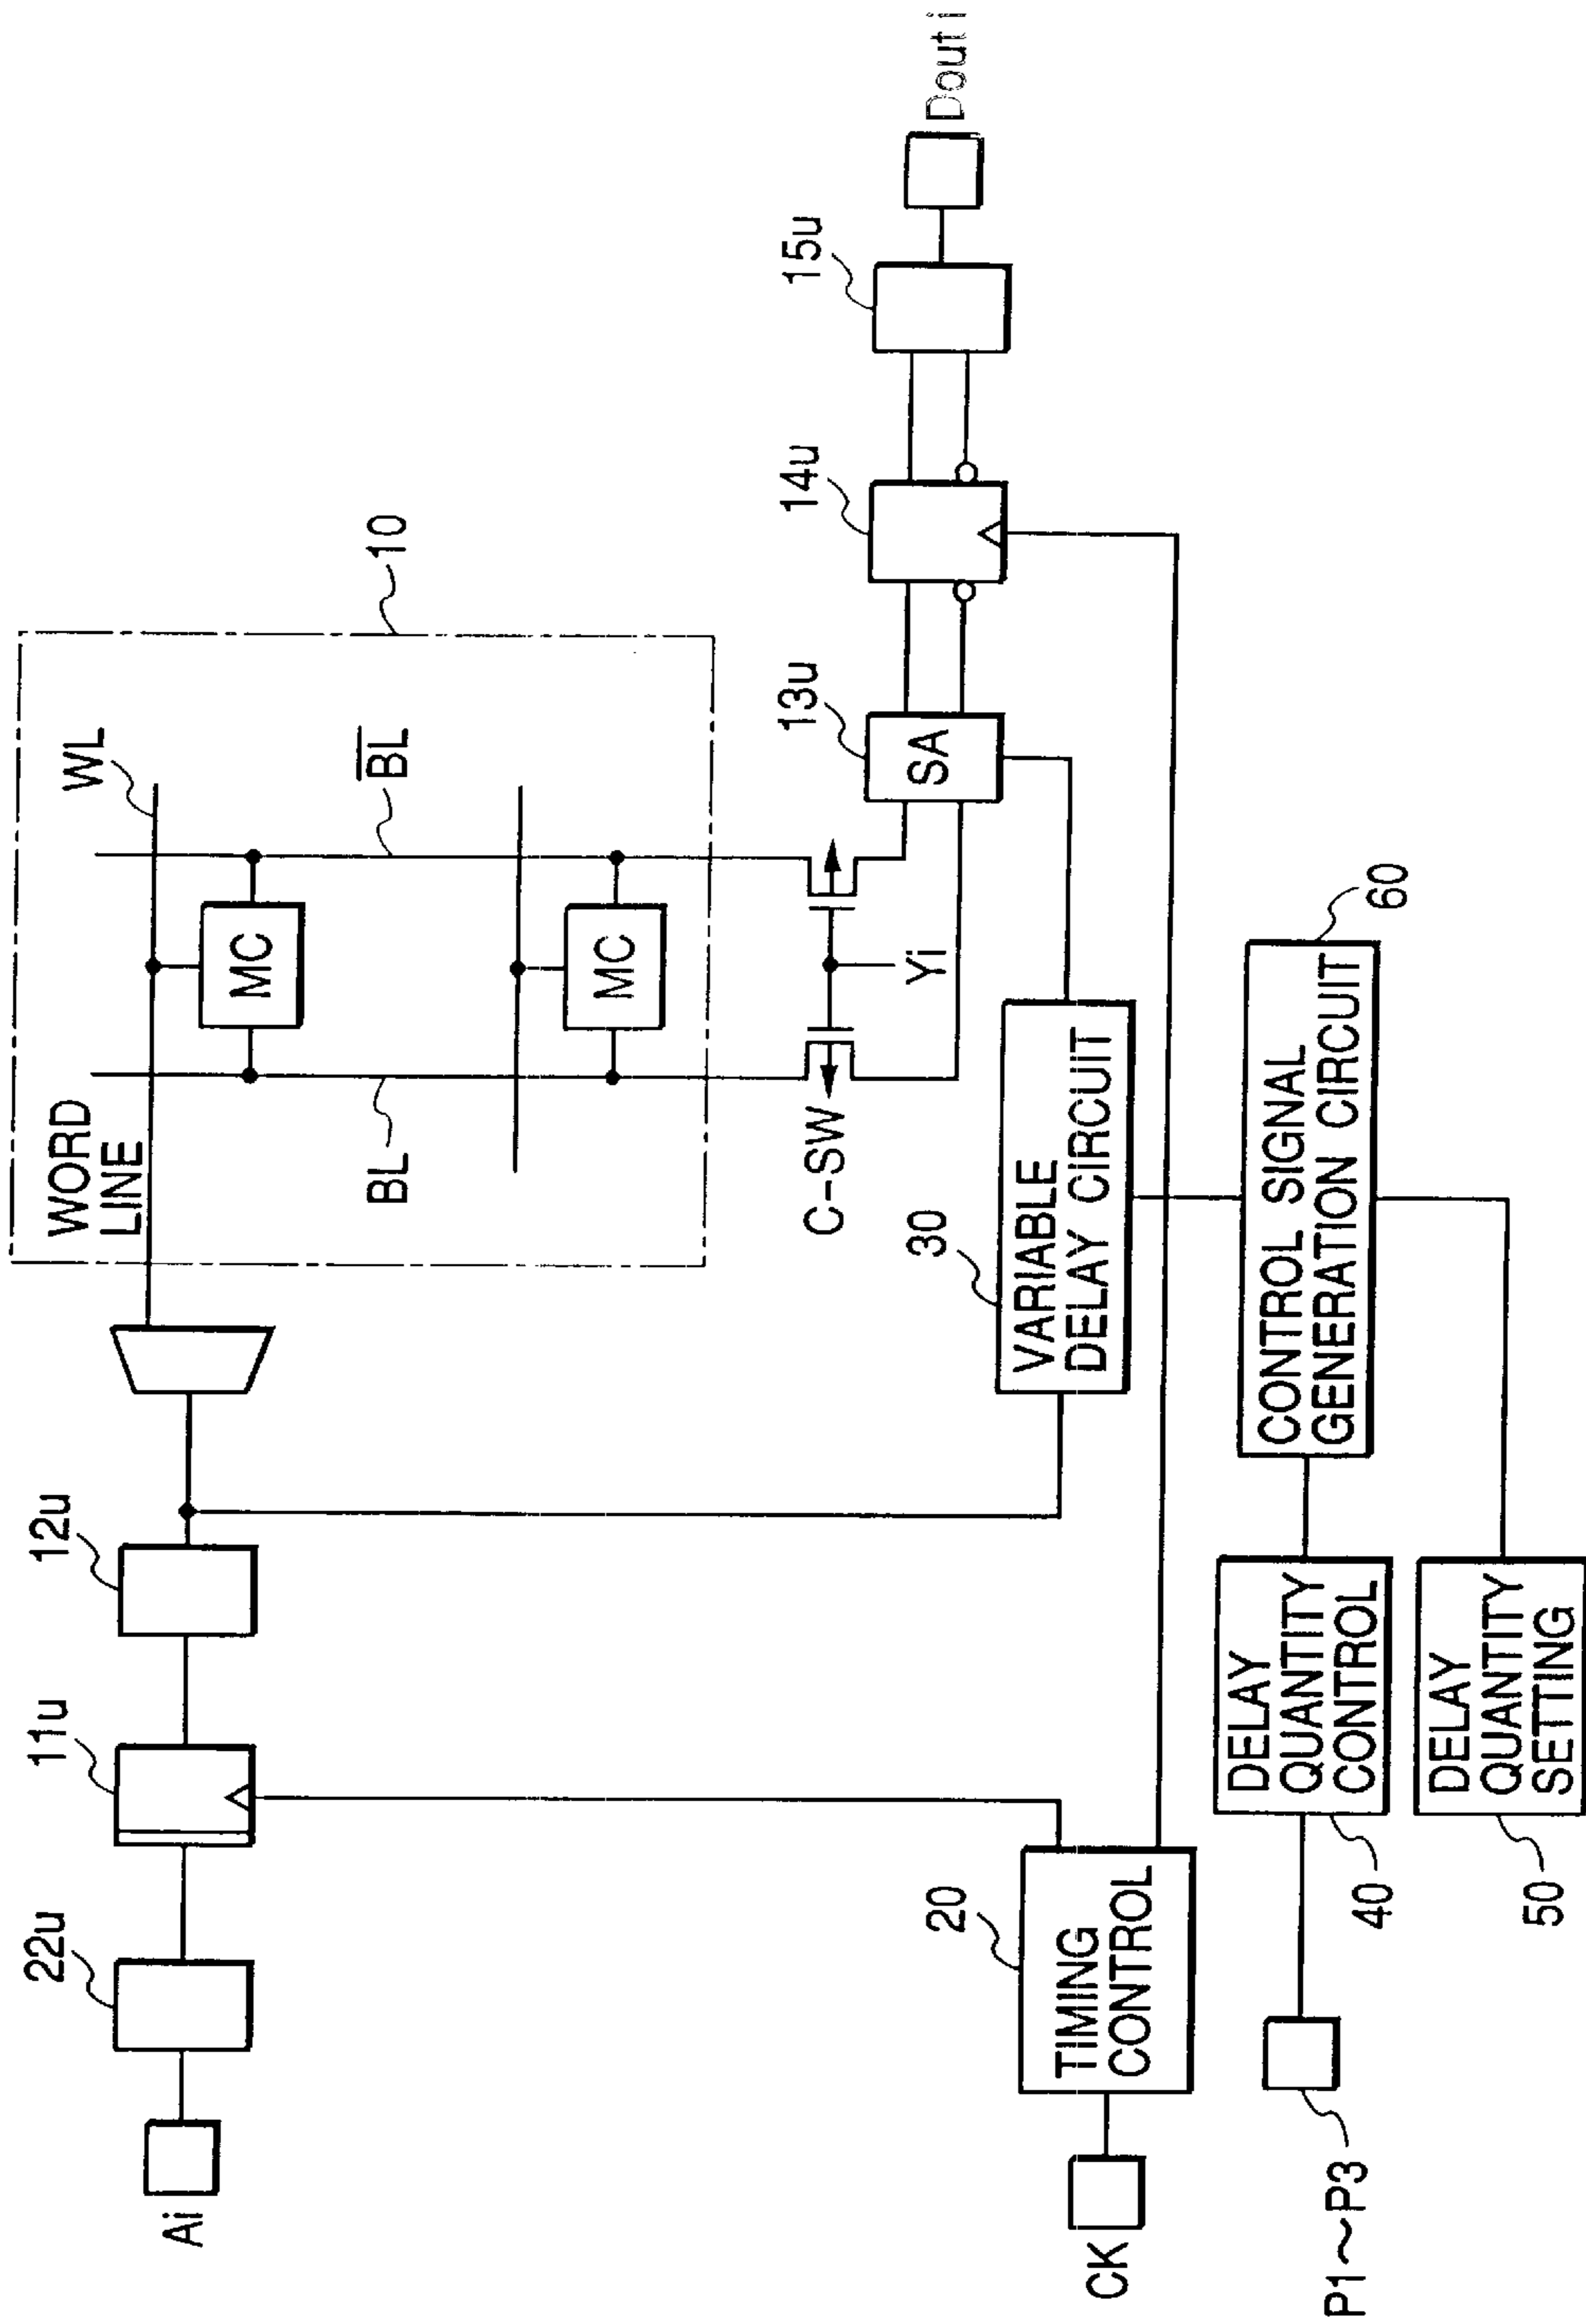 WORD
LINE
WL
10
BL
BL
MC
MC
Ai
22u
11u
12u
C-SW
Yi
13u
SA
14u
15u
Dout i
30
VARIABLE
DELAY CIRCUIT
20
TIMING
CONTROL
CK
60
CONTROL SIGNAL
GENERATION CIRCUIT
P1~P3
40
DELAY
QUANTITY
CONTROL
50
DELAY
QUANTITY
SETTING